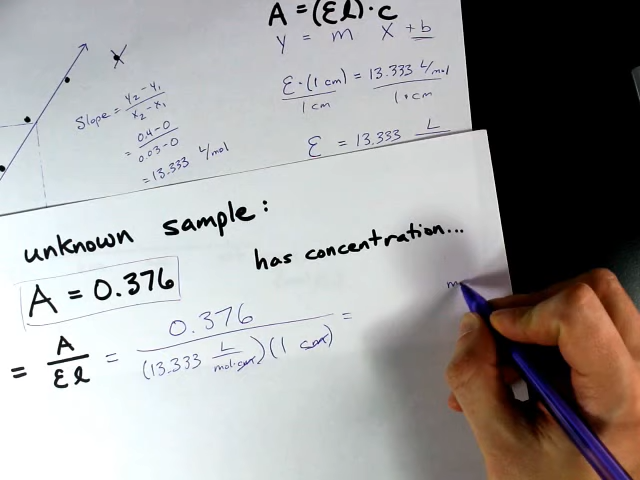 A = (εl) · c
y = m x + b
ε · (1 cm) / 1 cm = 13.333 L/mol / 1 · cm
Slope = y₂ - y₁ / x₂ - x₁
= 0.4 - 0 / 0.03 - 0
= 13.333 L/mol
ε = 13.333 L
unknown sample:
has concentration...
A = 0.376
= A / εl = 0.376 / (13.333 L / mol·cm)(1 cm) =